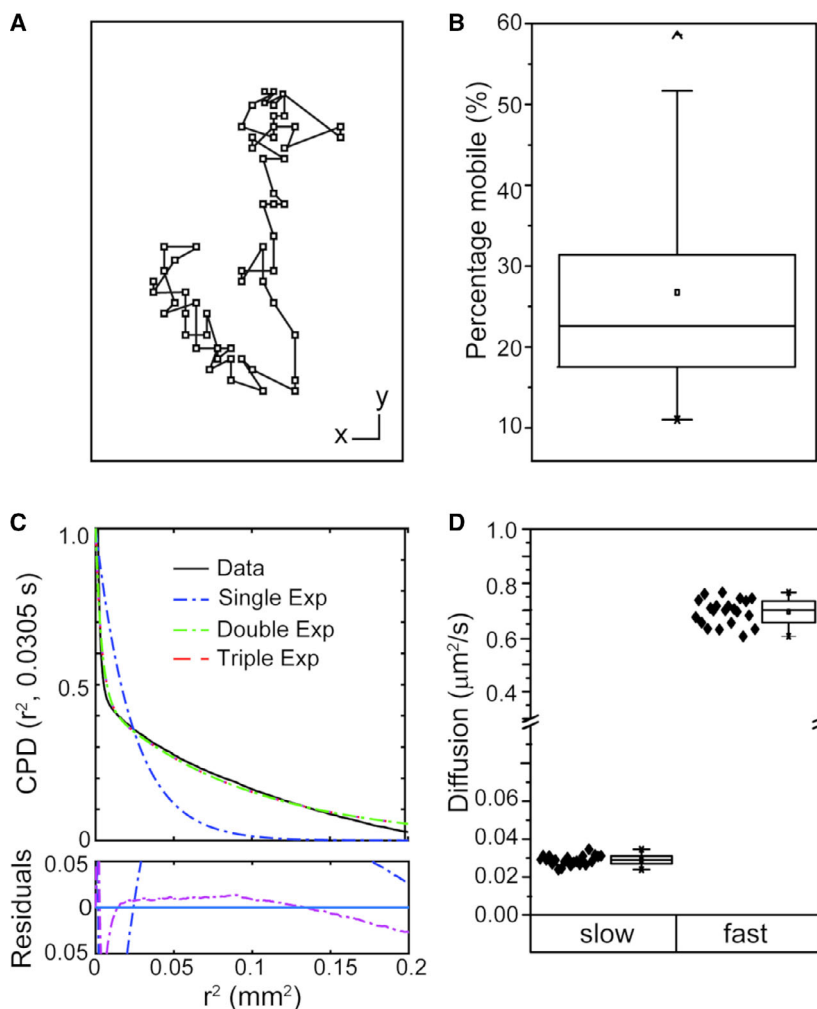 A
x
y
B
Percentage mobile (%)
60
50
40
30
20
10
C
CPD (r², 0.0305 s)
1.0
0.5
0
Data
Single Exp
Double Exp
Triple Exp
Residuals
0.05
0
0.05
0
0.05
0.1
0.15
0.2
r² (mm²)
D
Diffusion (µm²/s)
1.0
0.8
0.6
0.4
0.06
0.04
0.03
0.02
0.00
slow
fast